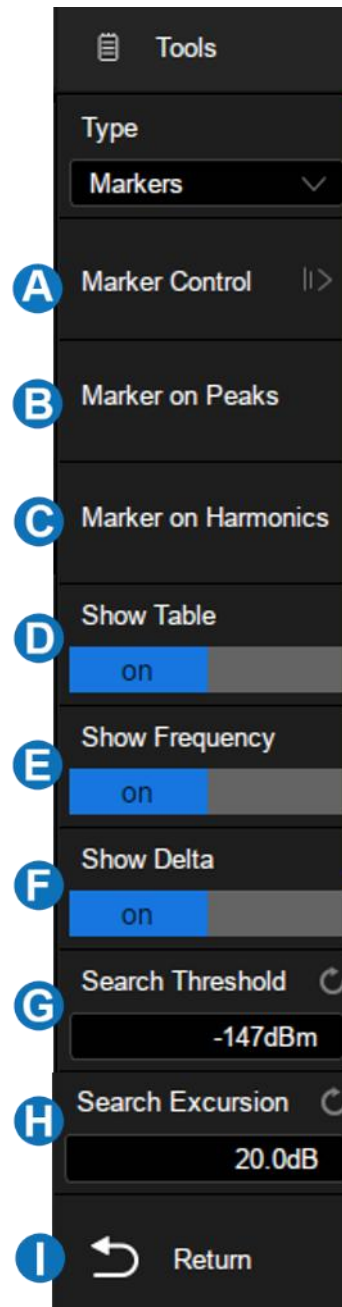 Tools
Type
Markers
A Marker Control
B Marker on Peaks
C Marker on Harmonics
Show Table
D on
Show Frequency
E on
Show Delta
F on
Search Threshold
G -147dBm
Search Excursion
H 20.0dB
I Return